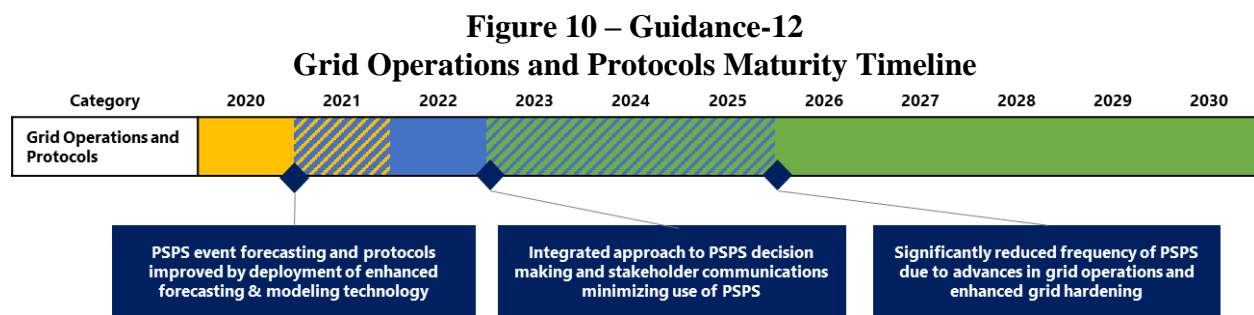 Figure 10 – Guidance-12
Grid Operations and Protocols Maturity Timeline
Category 2020 2021 2022 2023 2024 2025 2026 2027 2028 2029 2030
Grid Operations and
Protocols
PSPS event forecasting and protocols
improved by deployment of enhanced
forecasting & modeling technology
Integrated approach to PSPS decision
making and stakeholder communications
minimizing use of PSPS
Significantly reduced frequency of PSPS
due to advances in grid operations and
enhanced grid hardening